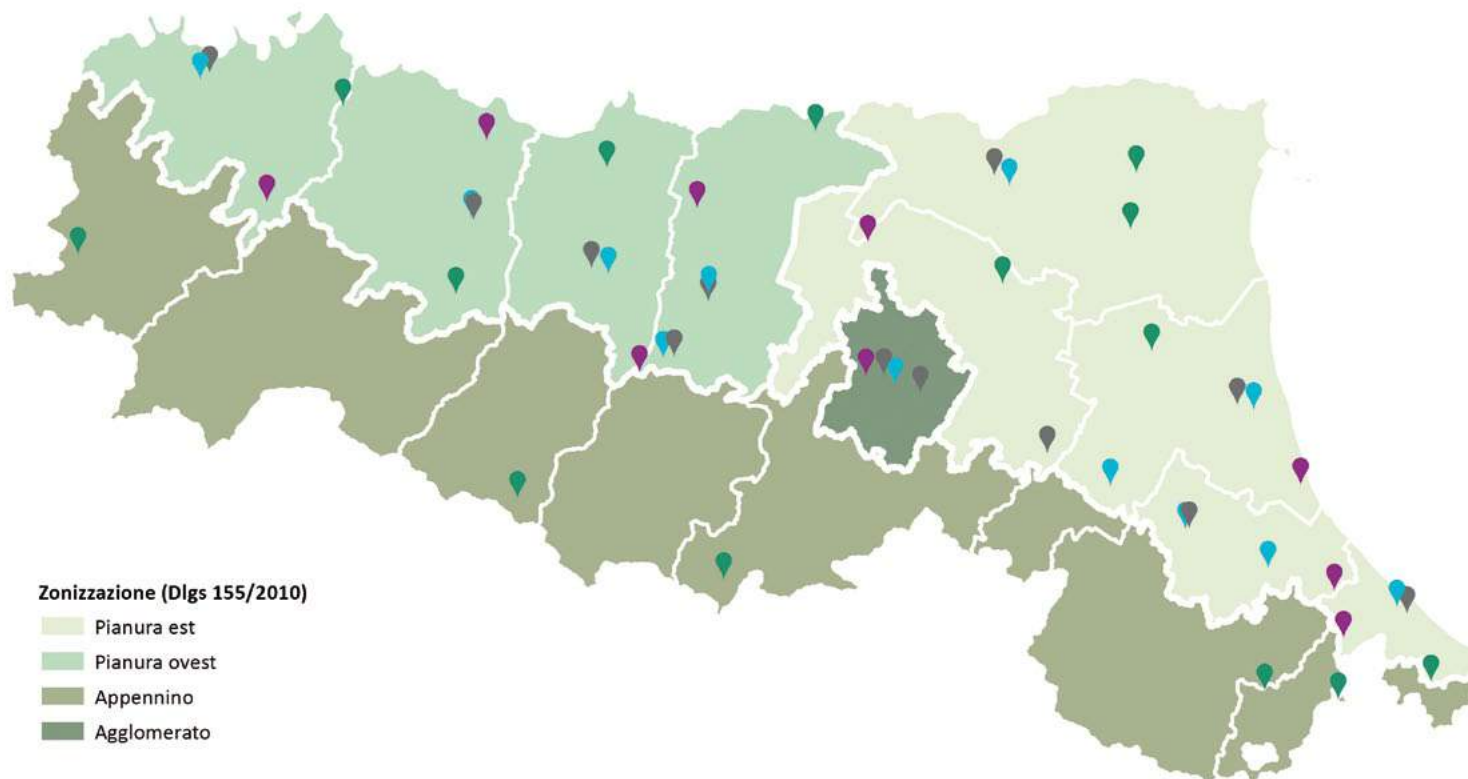 Zonizzazione (Dlgs 155/2010)
Pianura est
Pianura ovest
Appennino
Agglomerato